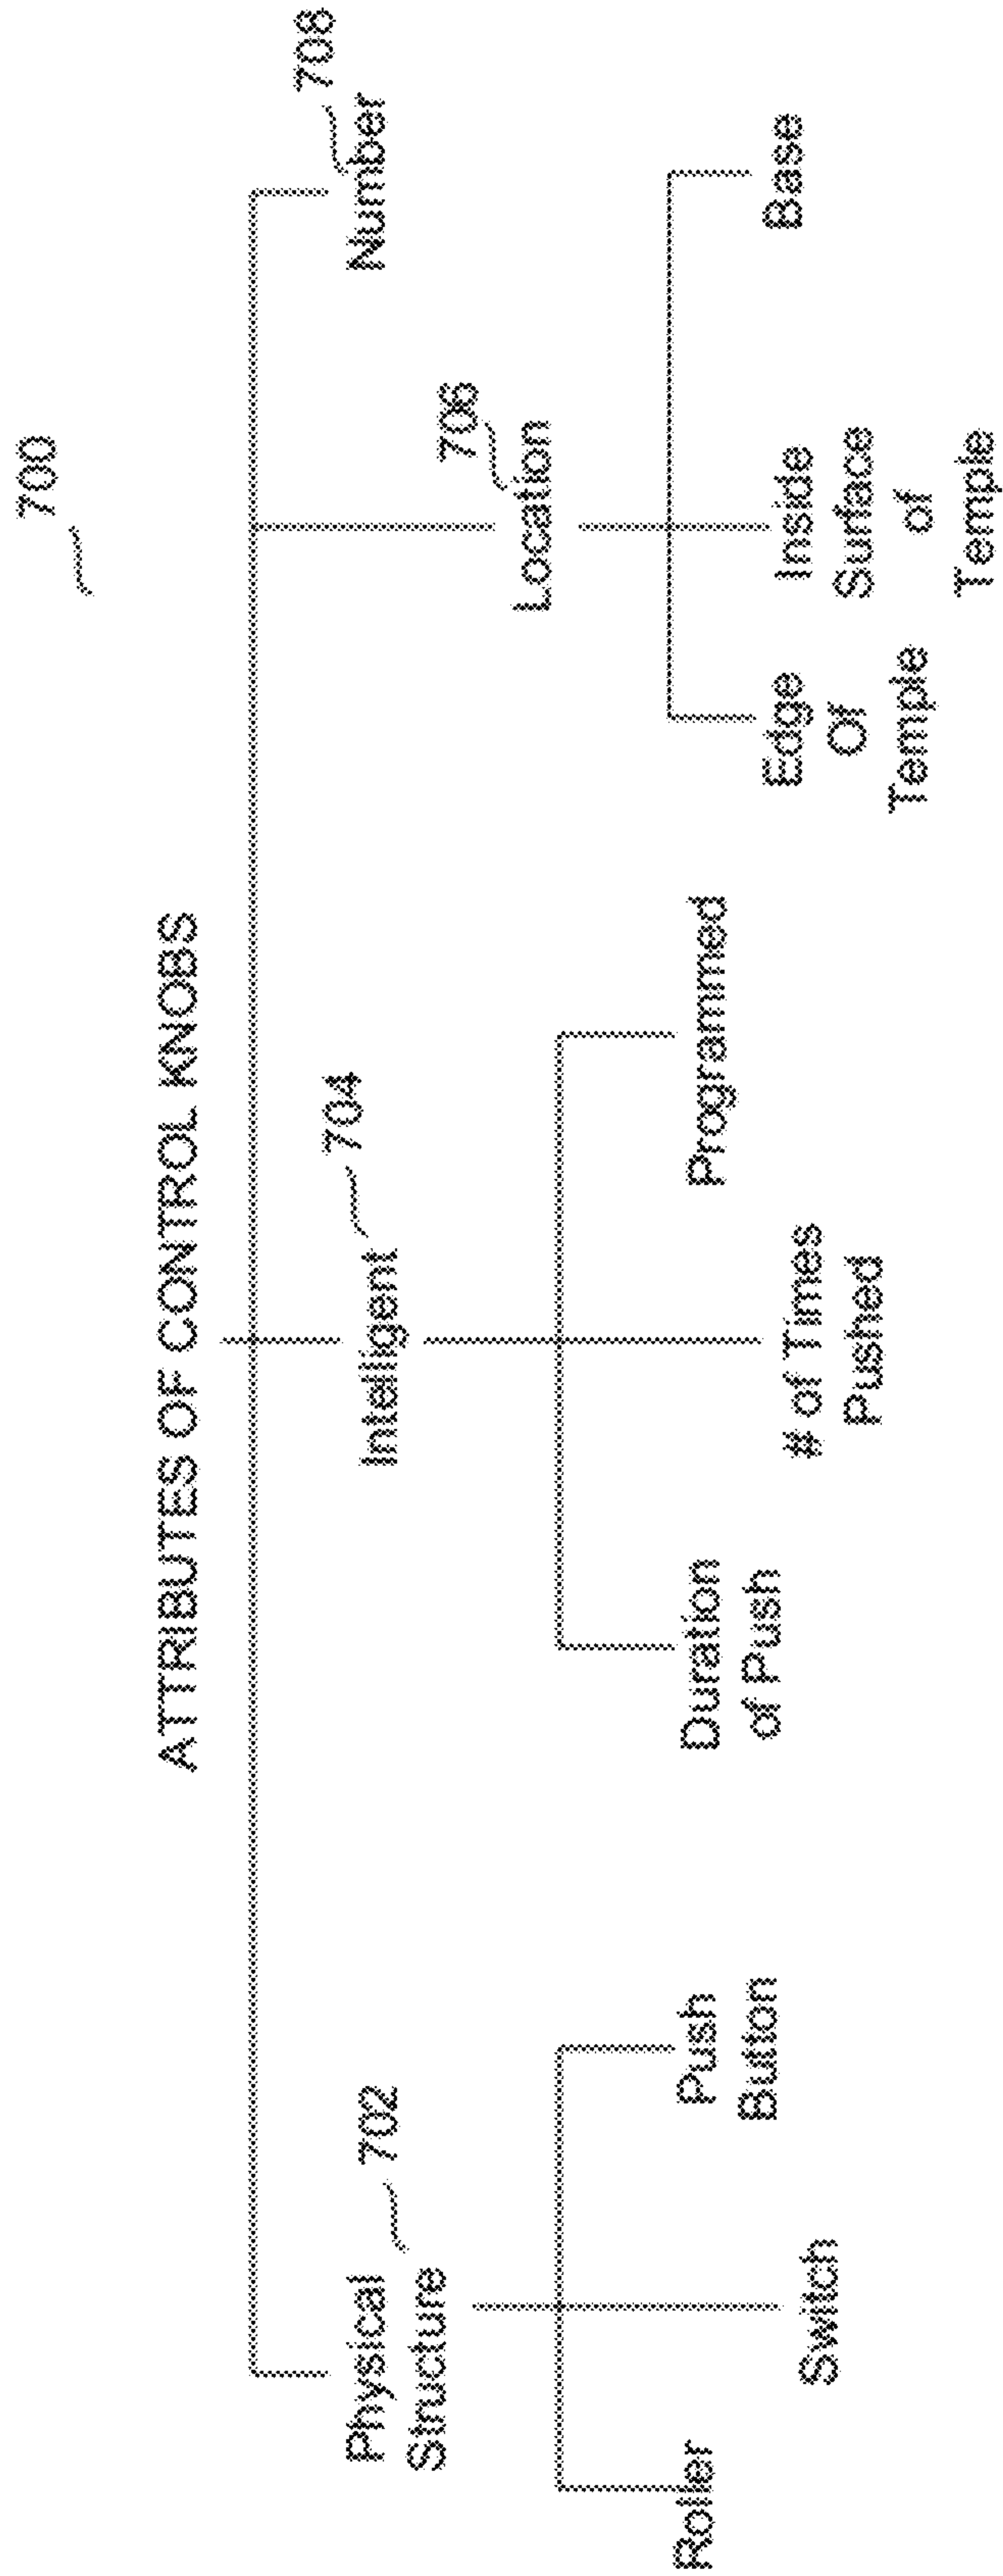 700
ATTRIBUTES OF CONTROL KNOBS
708
Number
704
Intelligent
702
Physical
Structure
706
Location
Roller
Switch
Push
Button
Duration
of Push
# of Times
Pushed
Programmed
Edge
Of
Temple
Inside
Surface
of
Temple
Base